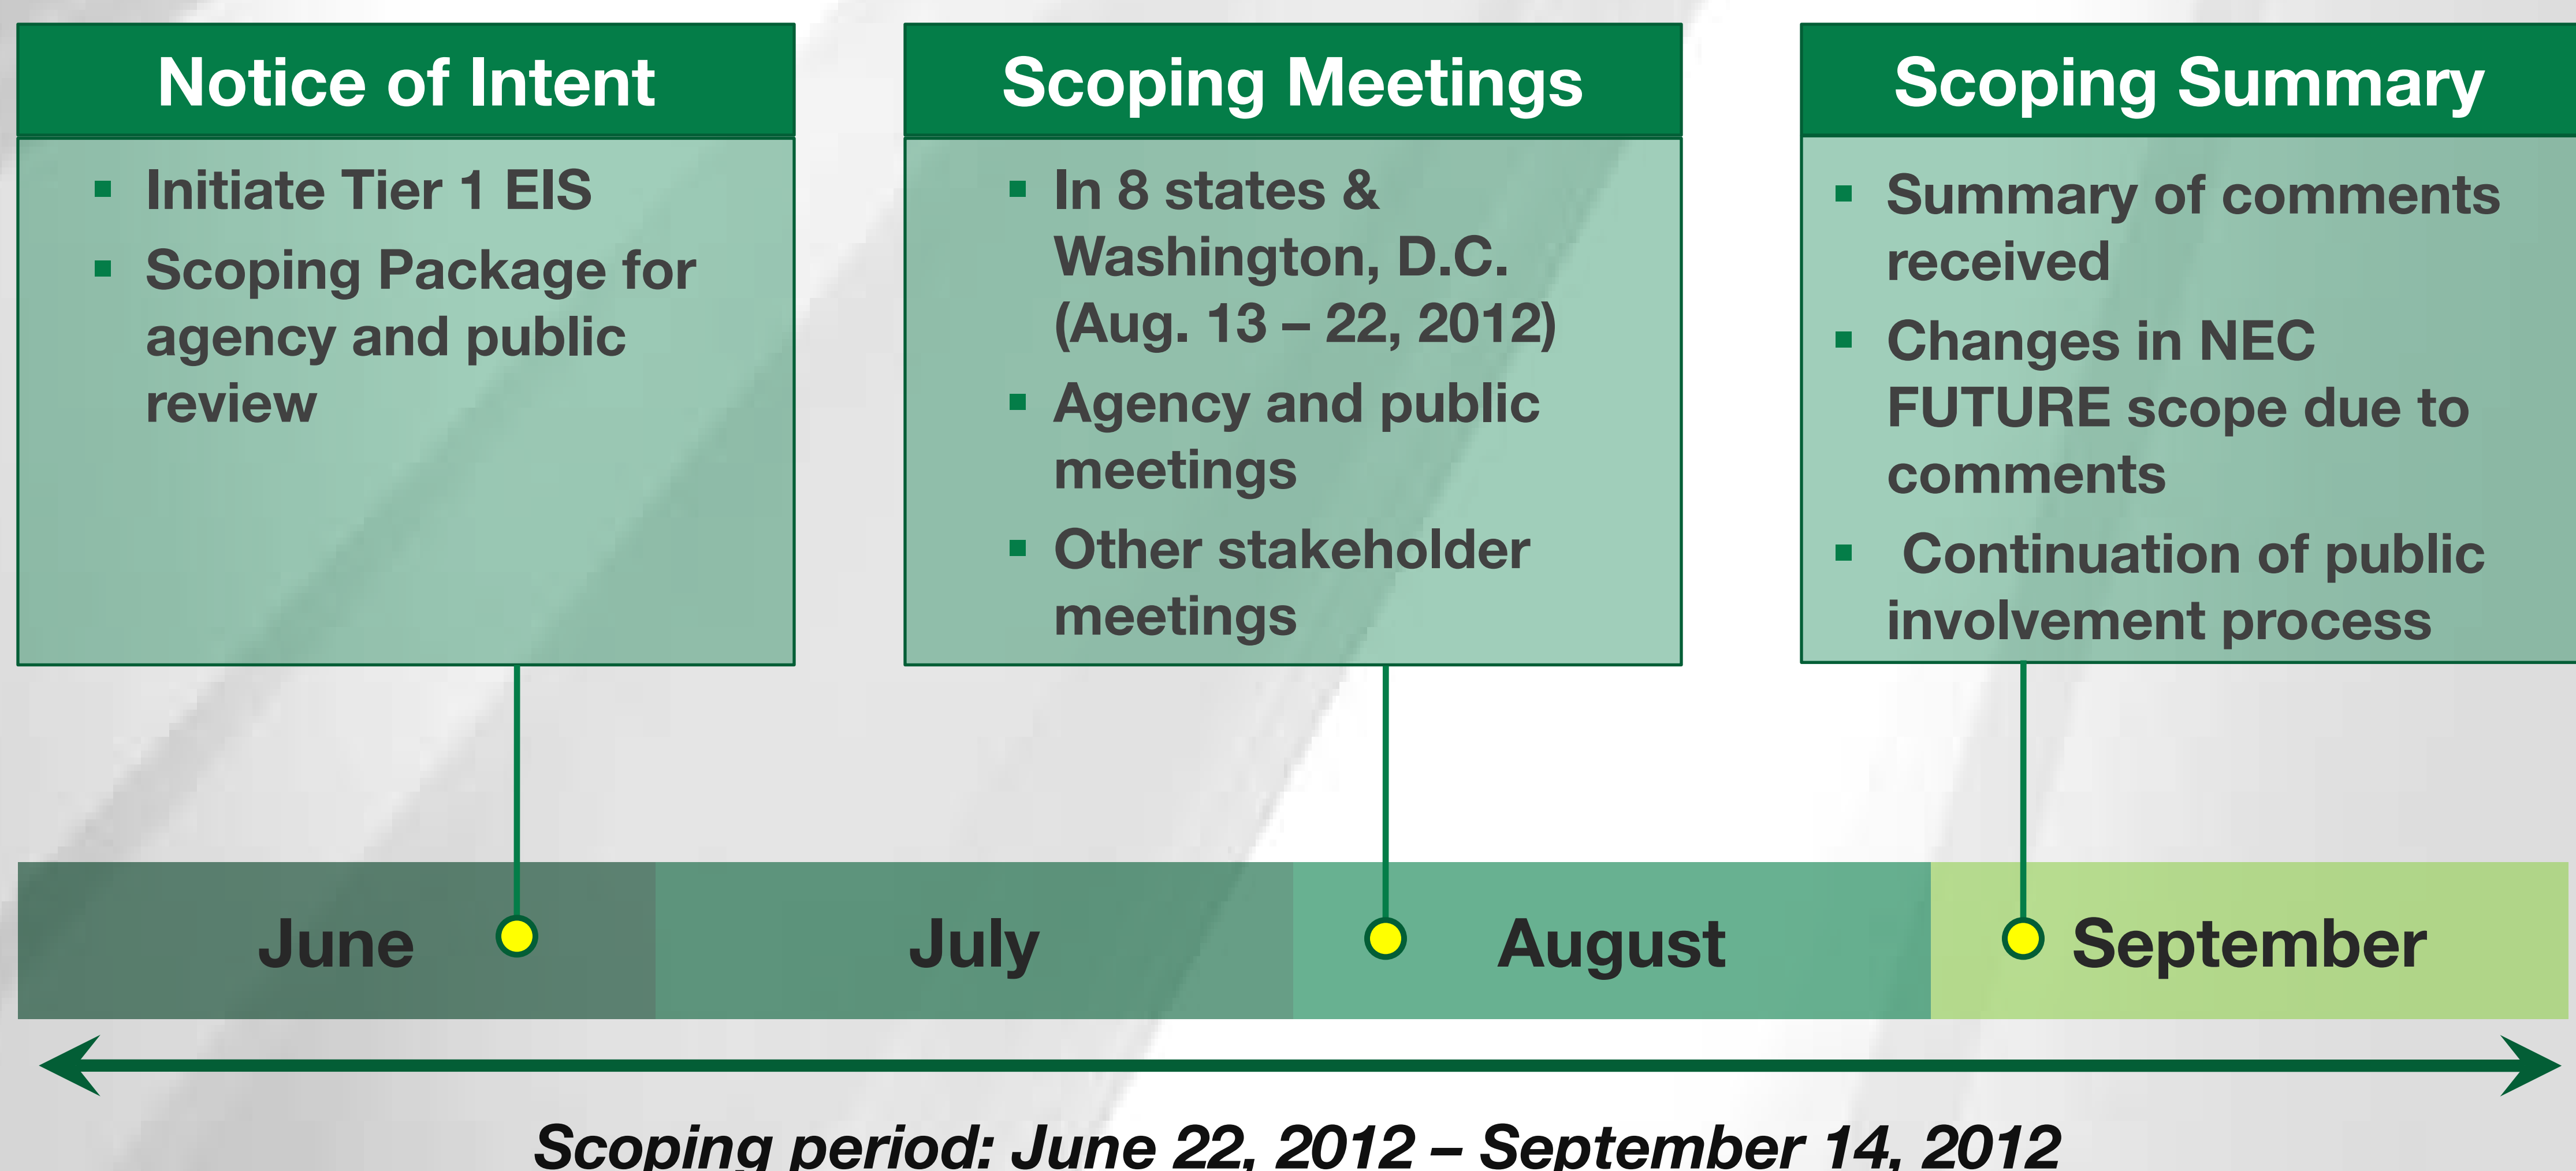 Notice of Intent
▪ Initiate Tier 1 EIS
▪ Scoping Package for
agency and public
review
Scoping Meetings
▪ In 8 states &
Washington, D.C.
(Aug. 13 – 22, 2012)
▪ Agency and public
meetings
▪ Other stakeholder
meetings
Scoping Summary
▪ Summary of comments
received
▪ Changes in NEC
FUTURE scope due to
comments
▪ Continuation of public
involvement process
June
July
August
September
Scoping period: June 22, 2012 – September 14, 2012